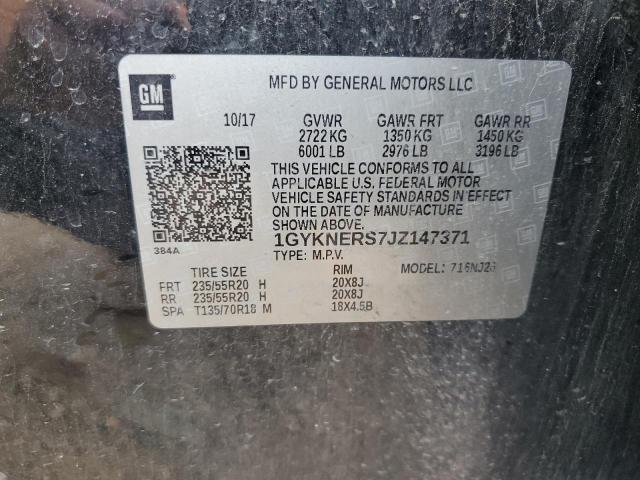 GM
MFD BY GENERAL MOTORS LLC
10/17 GVWR GAWR FRT GAWR RR
2722 KG 1350 KG 1450 KG
6001 LB 2976 LB 3196 LB
THIS VEHICLE CONFORMS TO ALL
APPLICABLE U.S. FEDERAL MOTOR
VEHICLE SAFETY STANDARDS IN EFFECT
ON THE DATE OF MANUFACTURE
SHOWN ABOVE.
1GYKNERS7JZ147371
384A
TYPE: M.P.V. MODEL: 716NJ26
TIRE SIZE RIM
FRT 235/55R20 H 20X8J
RR 235/55R20 H 20X8J
SPA T135/70R18 M 18X4.5B